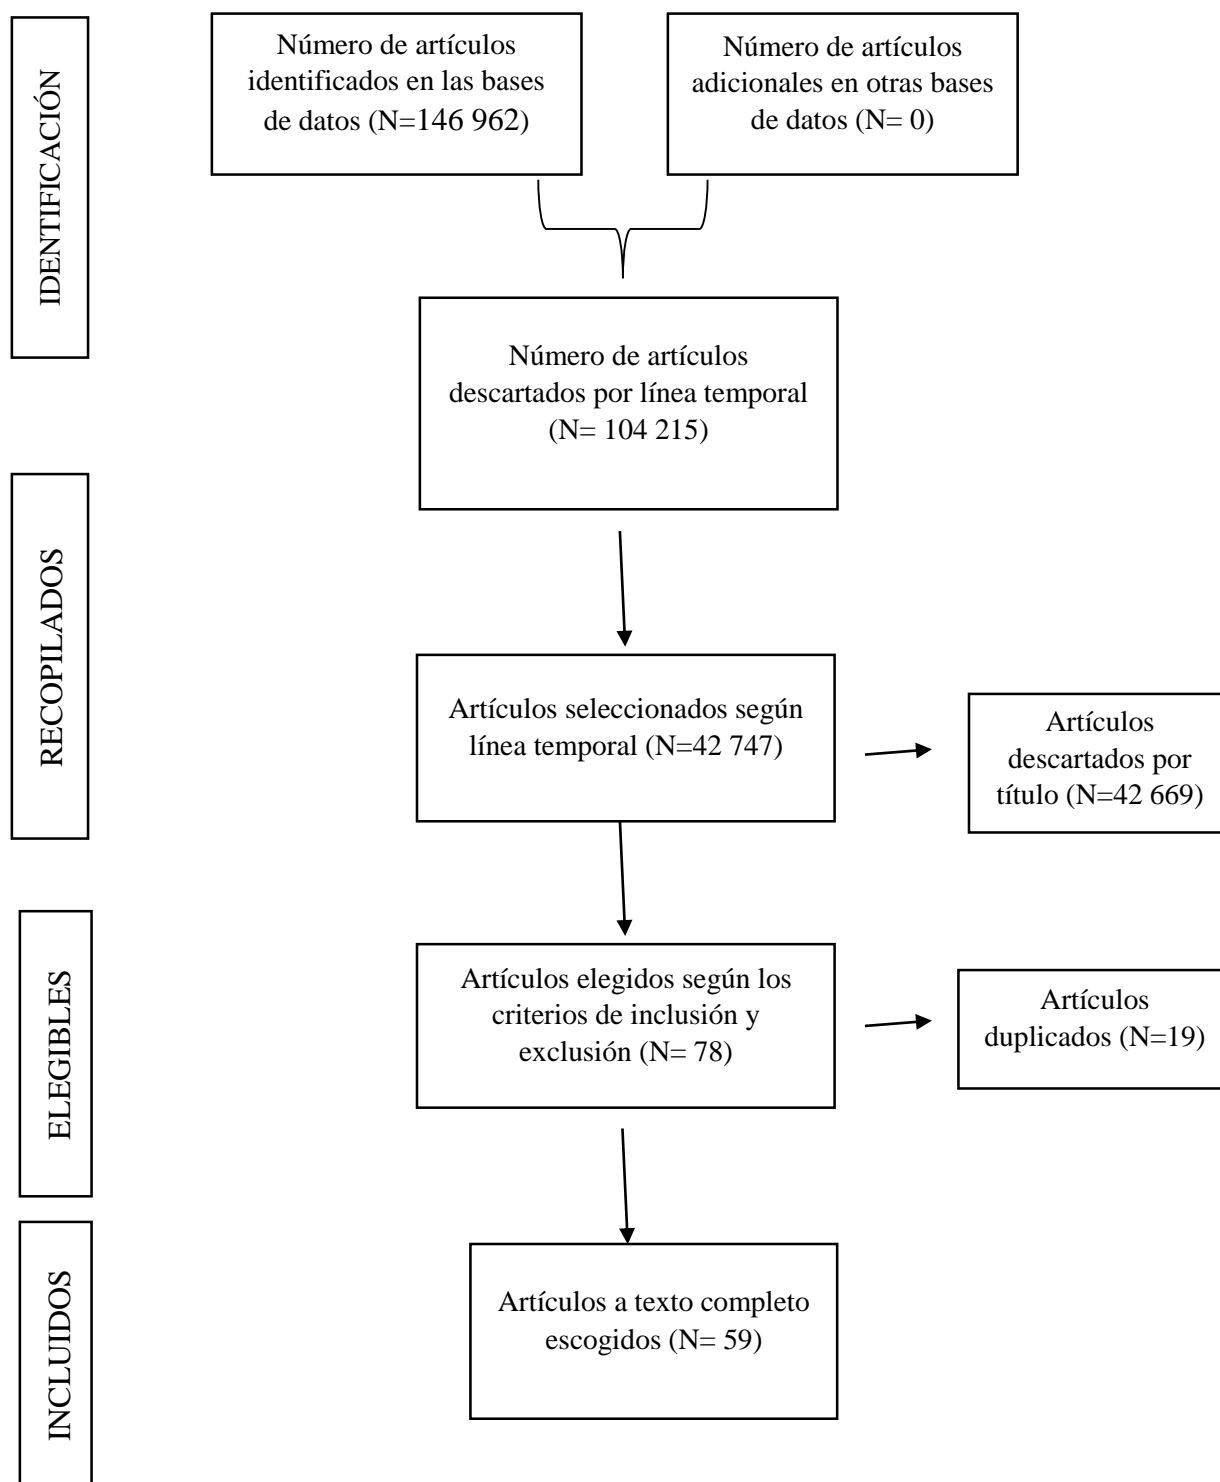 IDENTIFICACIÓN
Número de artículos
identificados en las bases
de datos (N=146 962)
Número de artículos
adicionales en otras bases
de datos (N= 0)
Número de artículos
descartados por línea temporal
(N= 104 215)
RECOPILADOS
Artículos seleccionados según
línea temporal (N=42 747)
Artículos
descartados por
título (N=42 669)
ELEGIBLES
Artículos elegidos según los
criterios de inclusión y
exclusión (N= 78)
Artículos
duplicados (N=19)
INCLUIDOS
Artículos a texto completo
escogidos (N= 59)